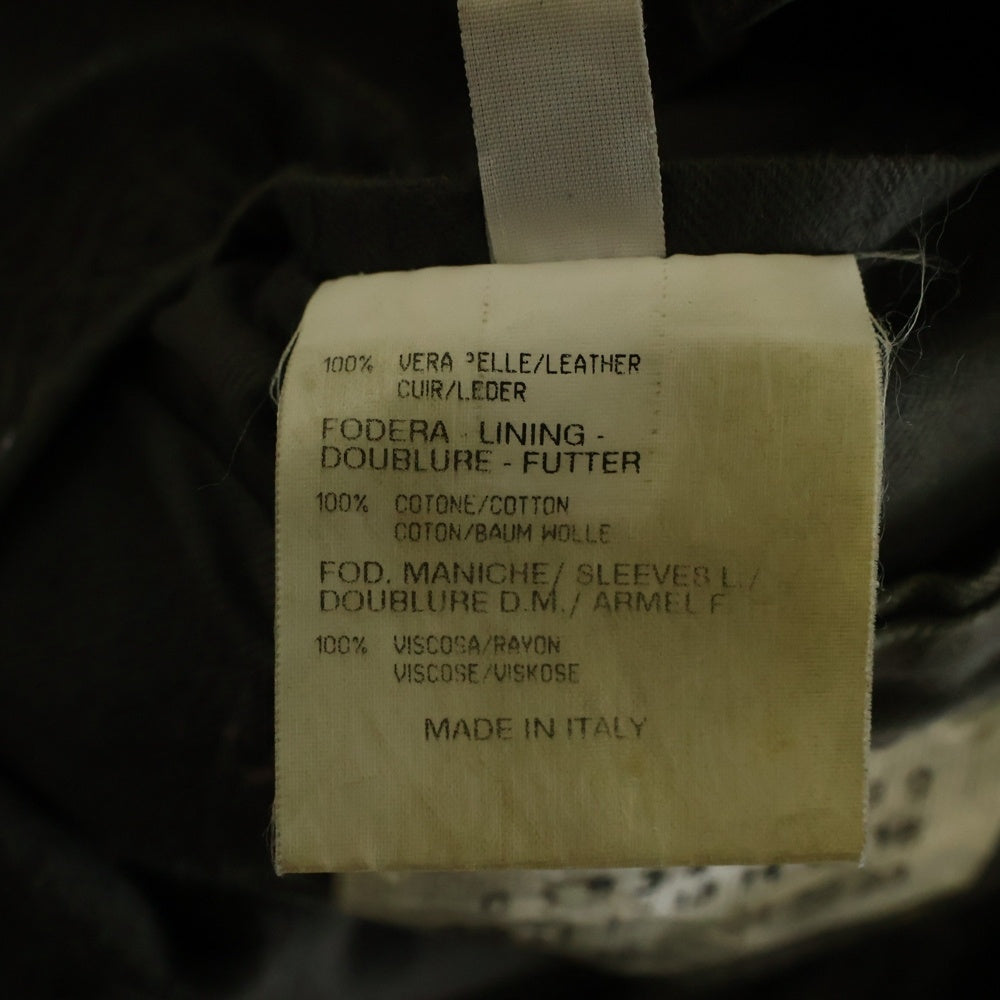 100% VERA PELLE/LEATHER
CUIR/LEDER
FODERA - LINING -
DOUBLURE - FUTTER
100% COTONE/COTTON
COTON/BAUM WOLLE
FOD. MANICHE/ SLEEVES L./
DOUBLURE D.M./ ARMEL F
100% VISCOSA/RAYON
VISCOSE/VISKOSE
MADE IN ITALY